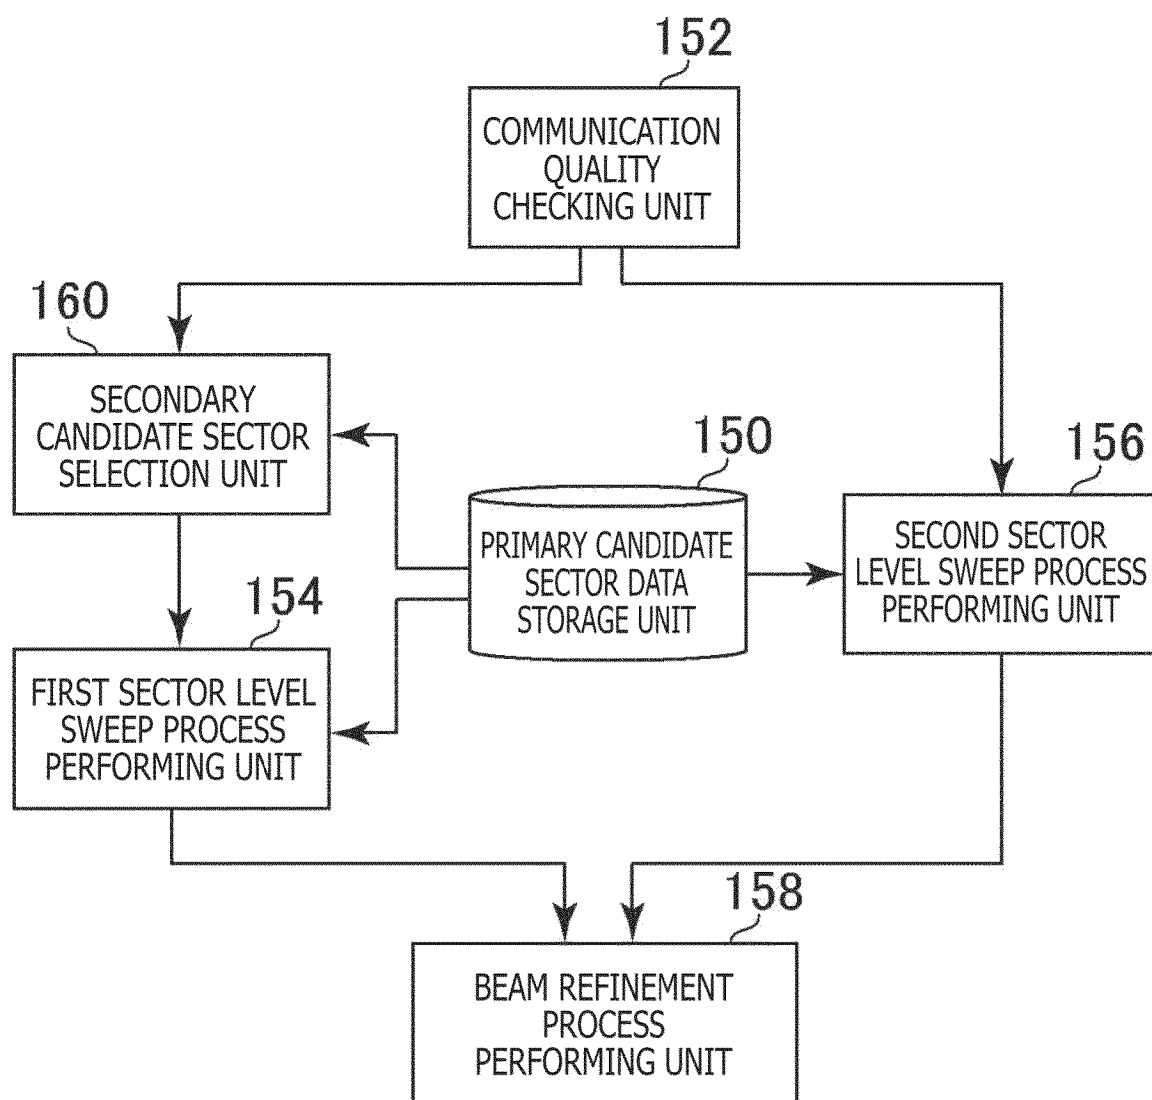 152
COMMUNICATION
QUALITY
CHECKING UNIT
160
SECONDARY
CANDIDATE SECTOR
SELECTION UNIT
150
PRIMARY CANDIDATE
SECTOR DATA
STORAGE UNIT
156
SECOND SECTOR
LEVEL SWEEP PROCESS
PERFORMING UNIT
154
FIRST SECTOR LEVEL
SWEEP PROCESS
PERFORMING UNIT
158
BEAM REFINEMENT
PROCESS
PERFORMING UNIT